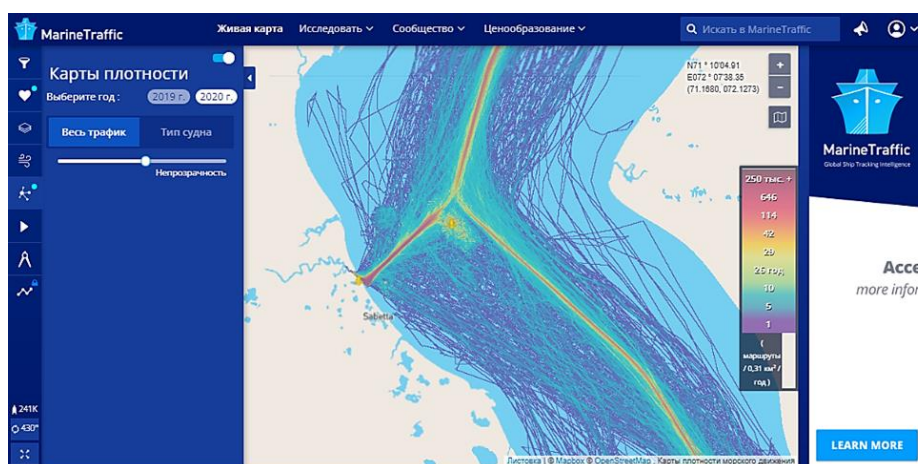 MarineTraffic
Живая карта
Исследовать
Сообщество
Ценообразование
Искать в MarineTraffic
Карты плотности
Выберите год :
2019 г.
2020 г.
Весь трафик
Тип судна
Непрозрачность
N71 ° 10'04.91
E072 ° 07'38.35
(71.1680, 072.1273)
+
−
250 тыс. +
646
114
42
20
26 год
10
5
1
(
маршруты
/ 0,31 км² /
год )
Sabetta
MarineTraffic
Global Ship Tracking Intelligence
Acce
more infor
LEARN MORE
241K
430"
Листовка | © Mapbox © OpenStreetMap , Карты плотности морского движения